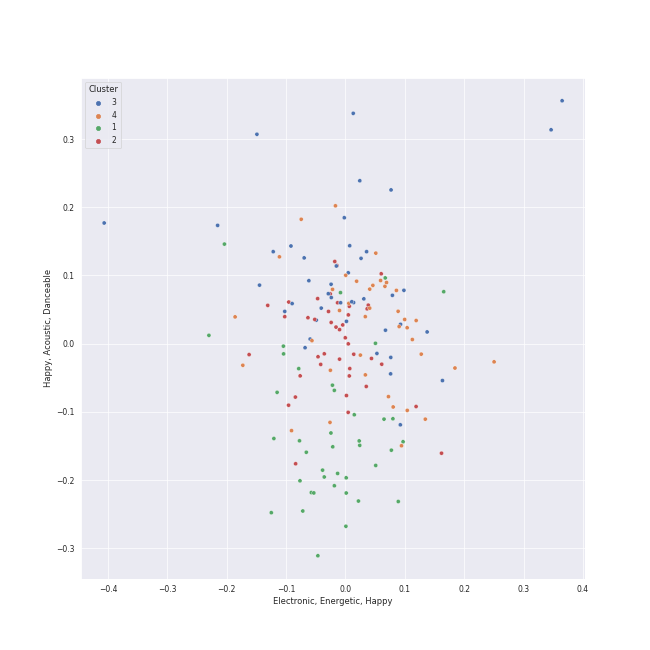 Cluster
3
4
1
2
0.3
0.2
0.1
0.0
−0.1
−0.2
−0.3
Happy, Acoustic, Danceable
−0.4 −0.3 −0.2 −0.1 0.0 0.1 0.2 0.3 0.4
Electronic, Energetic, Happy